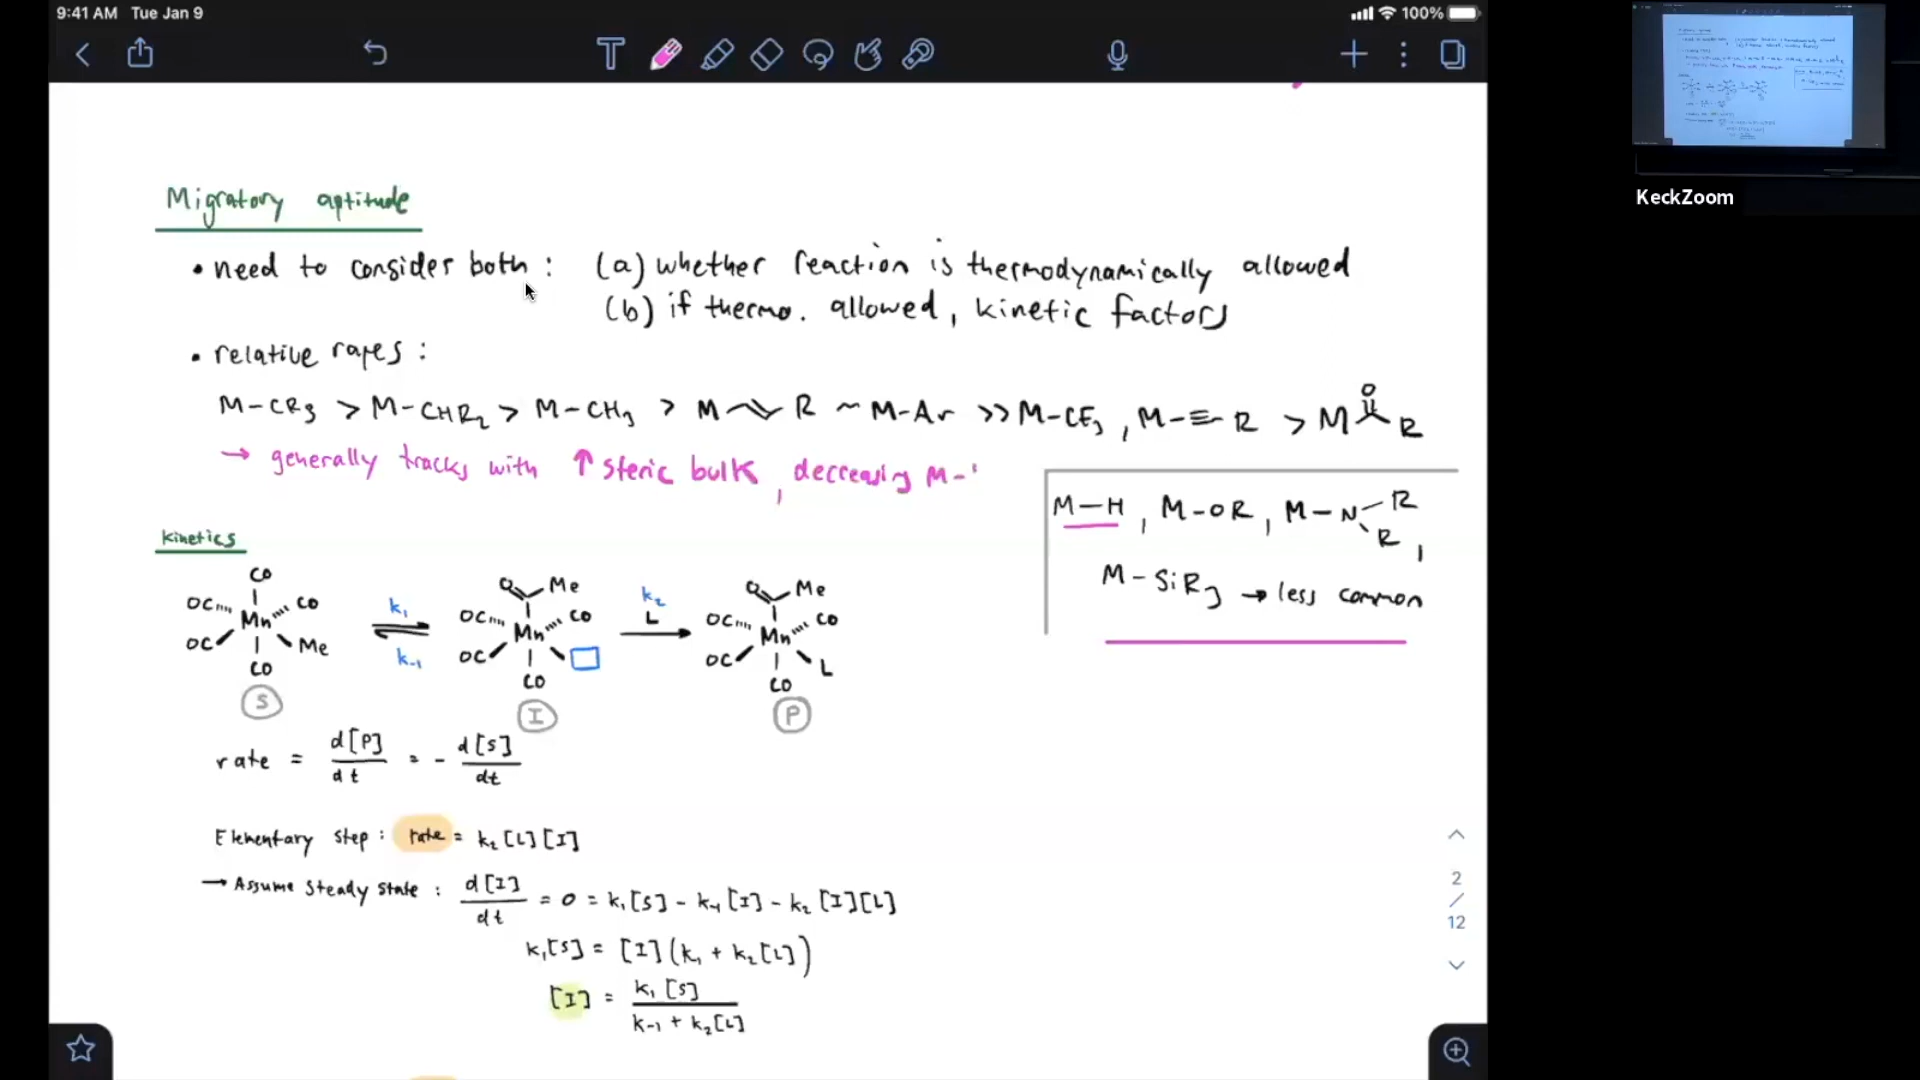 9:41 AM Tue Jan 9
100%
KeckZoom
Migratory aptitude
• need to consider both : (a) whether reaction is thermodynamically allowed
(b) if thermo. allowed, kinetic factors
• relative rates :
M-CR3 > M-CHR2 > M-CH3 > M R ~ M-Ar >> M-CF3, M-≡-R > M O R
→ generally tracks with ↑ steric bulk, decreasing M-
M-H, M-OR, M-N R R,
M-SiR3 → less common
kinetics
CO OC CO Mn OC Me CO
k1 k-1
O Me OC CO Mn OC CO
k2 L
O Me OC CO Mn OC L CO
S I P
rate = d[P]/dt = - d[S]/dt
Elementary step : rate = k2 [L][I]
→ Assume steady state : d[I]/dt = 0 = k1[S] - k-1[I] - k2[I][L]
k1[S] = [I](k1 + k2[L])
[I] = k1[S] / k-1 + k2[L]
2
/
12